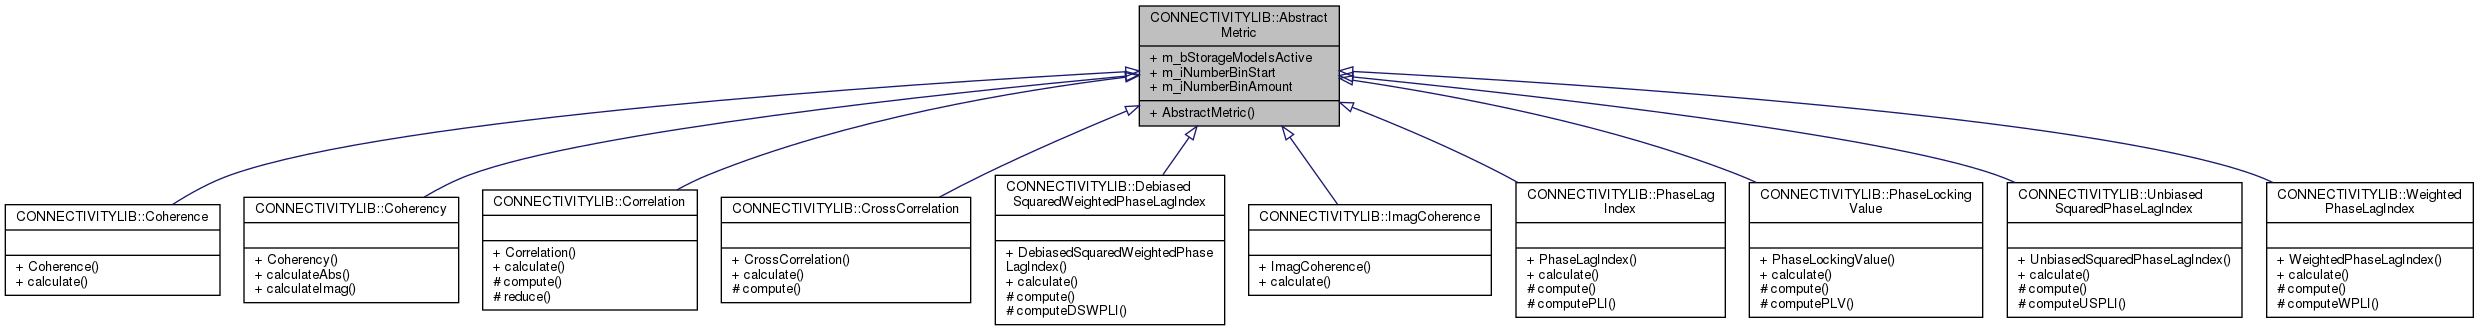 CONNECTIVITYLIB::Abstract
Metric
+ m_bStorageModeIsActive
+ m_iNumberBinStart
+ m_iNumberBinAmount
+ AbstractMetric()
CONNECTIVITYLIB::Coherence
+ Coherence()
+ calculate()
CONNECTIVITYLIB::Coherency
+ Coherency()
+ calculateAbs()
+ calculateImag()
CONNECTIVITYLIB::Correlation
+ Correlation()
+ calculate()
# compute()
# reduce()
CONNECTIVITYLIB::CrossCorrelation
+ CrossCorrelation()
+ calculate()
# compute()
CONNECTIVITYLIB::Debiased
SquaredWeightedPhaseLagIndex
+ DebiasedSquaredWeightedPhase
LagIndex()
+ calculate()
# compute()
# computeDSWPLI()
CONNECTIVITYLIB::ImagCoherence
+ ImagCoherence()
+ calculate()
CONNECTIVITYLIB::PhaseLag
Index
+ PhaseLagIndex()
+ calculate()
# compute()
# computePLI()
CONNECTIVITYLIB::PhaseLocking
Value
+ PhaseLockingValue()
+ calculate()
# compute()
# computePLV()
CONNECTIVITYLIB::Unbiased
SquaredPhaseLagIndex
+ UnbiasedSquaredPhaseLagIndex()
+ calculate()
# compute()
# computeUSPLI()
CONNECTIVITYLIB::Weighted
PhaseLagIndex
+ WeightedPhaseLagIndex()
+ calculate()
# compute()
# computeWPLI()